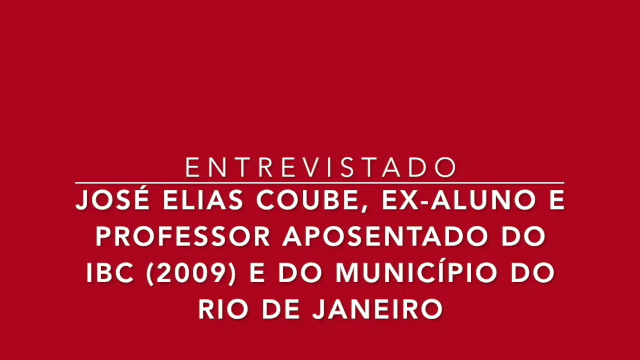 ENTREVISTADO
JOSÉ ELIAS COUBE, EX-ALUNO E
PROFESSOR APOSENTADO DO
IBC (2009) E DO MUNICÍPIO DO
RIO DE JANEIRO